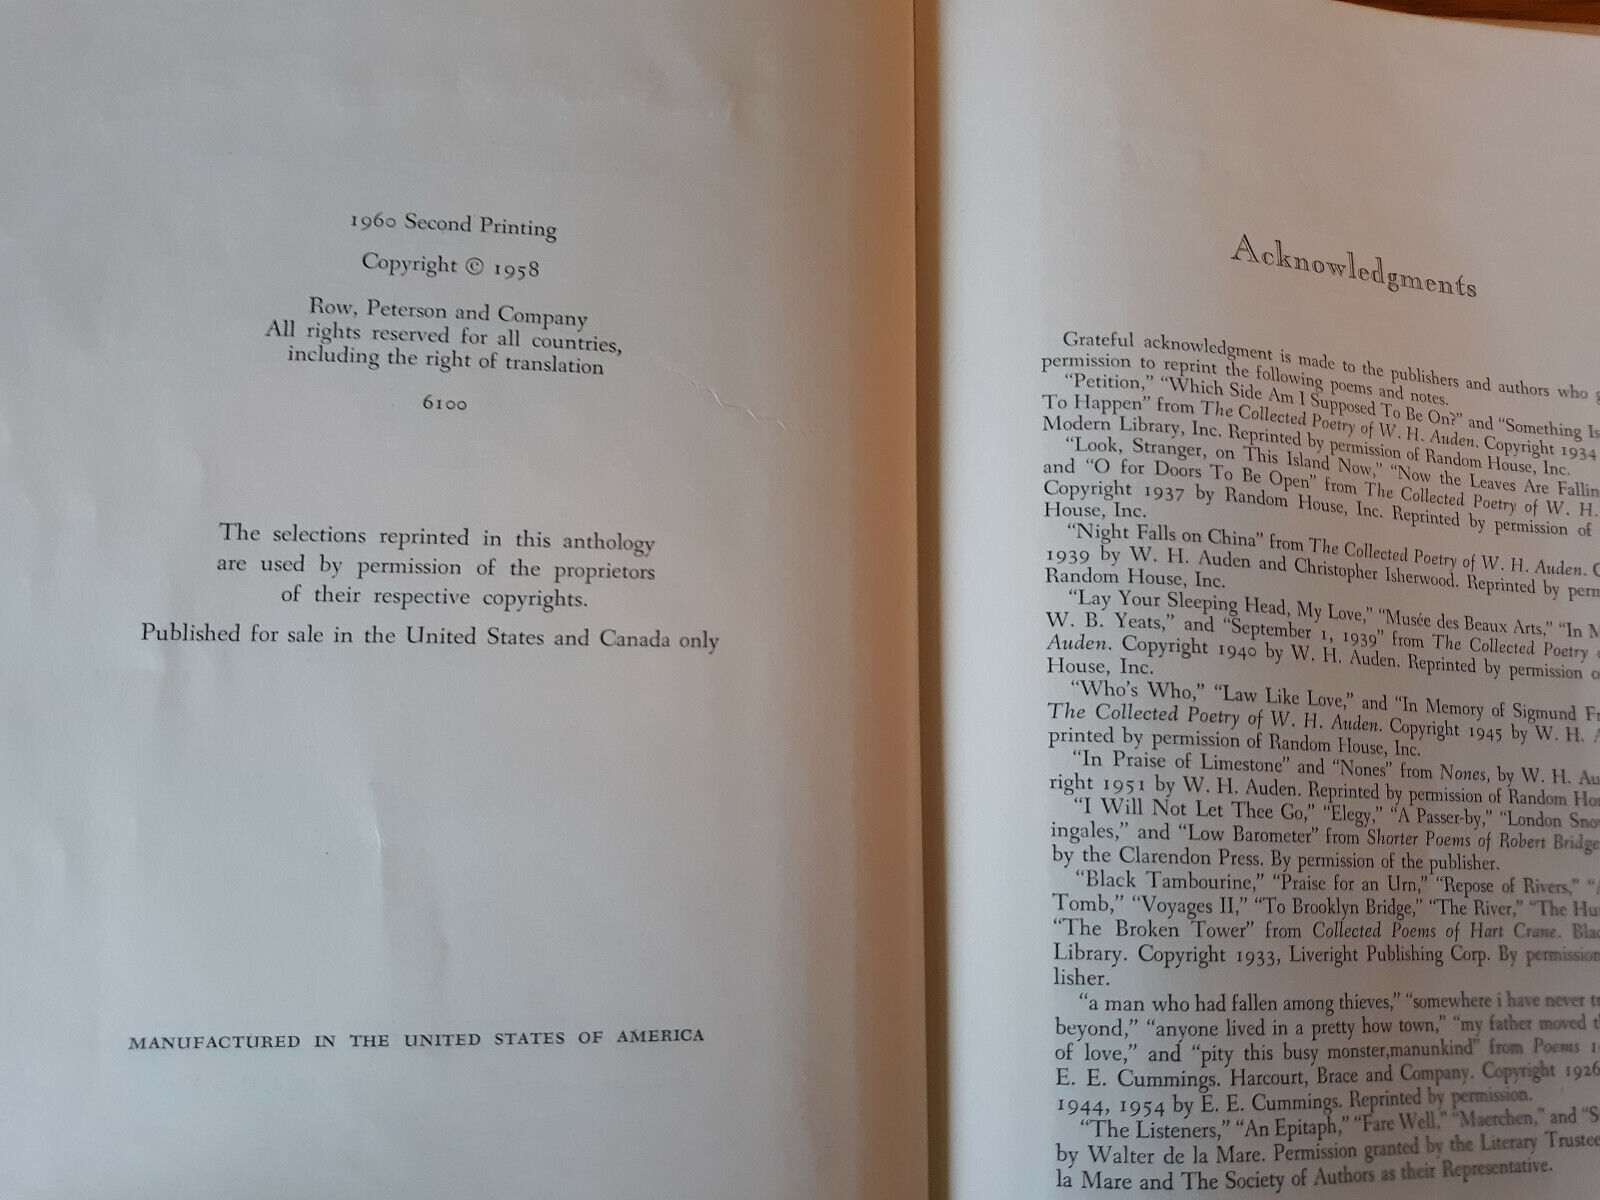 1960 Second Printing
Copyright © 1958
Row, Peterson and Company
All rights reserved for all countries,
including the right of translation
6100
The selections reprinted in this anthology
are used by permission of the proprietors
of their respective copyrights.
Published for sale in the United States and Canada only
MANUFACTURED IN THE UNITED STATES OF AMERICA
Acknowledgments
Grateful acknowledgment is made to the publishers and authors who
permission to reprint the following poems and notes.
“Petition,” “Which Side Am I Supposed To Be On?” and “Something Is
To Happen” from The Collected Poetry of W. H. Auden. Copyright 1934
Modern Library, Inc. Reprinted by permission of Random House, Inc.
“Look, Stranger, on This Island Now,” “Now the Leaves Are Fallin
and “O for Doors To Be Open” from The Collected Poetry of W. H.
Copyright 1937 by Random House, Inc. Reprinted by permission of
House, Inc.
“Night Falls on China” from The Collected Poetry of W. H. Auden. C
1939 by W. H. Auden and Christopher Isherwood. Reprinted by perm
Random House, Inc.
“Lay Your Sleeping Head, My Love,” “Musée des Beaux Arts,” “In M
W. B. Yeats,” and “September 1, 1939” from The Collected Poetry
Auden. Copyright 1940 by W. H. Auden. Reprinted by permission o
House, Inc.
“Who's Who,” “Law Like Love,” and “In Memory of Sigmund Fr
The Collected Poetry of W. H. Auden. Copyright 1945 by W. H. A
printed by permission of Random House, Inc.
“In Praise of Limestone” and “Nones” from Nones, by W. H. Au
right 1951 by W. H. Auden. Reprinted by permission of Random Hou
“I Will Not Let Thee Go,” “Elegy,” “A Passer-by,” “London Snow
ingales,” and “Low Barometer” from Shorter Poems of Robert Bridge
by the Clarendon Press. By permission of the publisher.
“Black Tambourine,” “Praise for an Urn,” “Repose of Rivers,” “A
Tomb,” “Voyages II,” “To Brooklyn Bridge,” “The River,” “The Hu
“The Broken Tower” from Collected Poems of Hart Crane. Blac
Library. Copyright 1933, Liveright Publishing Corp. By permission
lisher.
“a man who had fallen among thieves,” “somewhere i have never tr
beyond,” “anyone lived in a pretty how town,” “my father moved th
of love,” and “pity this busy monster,manunkind” from Poems 1
E. E. Cummings. Harcourt, Brace and Company. Copyright 1926
1944, 1954 by E. E. Cummings. Reprinted by permission.
“The Listeners,” “An Epitaph,” “Fare Well,” “Maerchen,” and “S
by Walter de la Mare. Permission granted by the Literary Trustee
la Mare and The Society of Authors as their Representative.